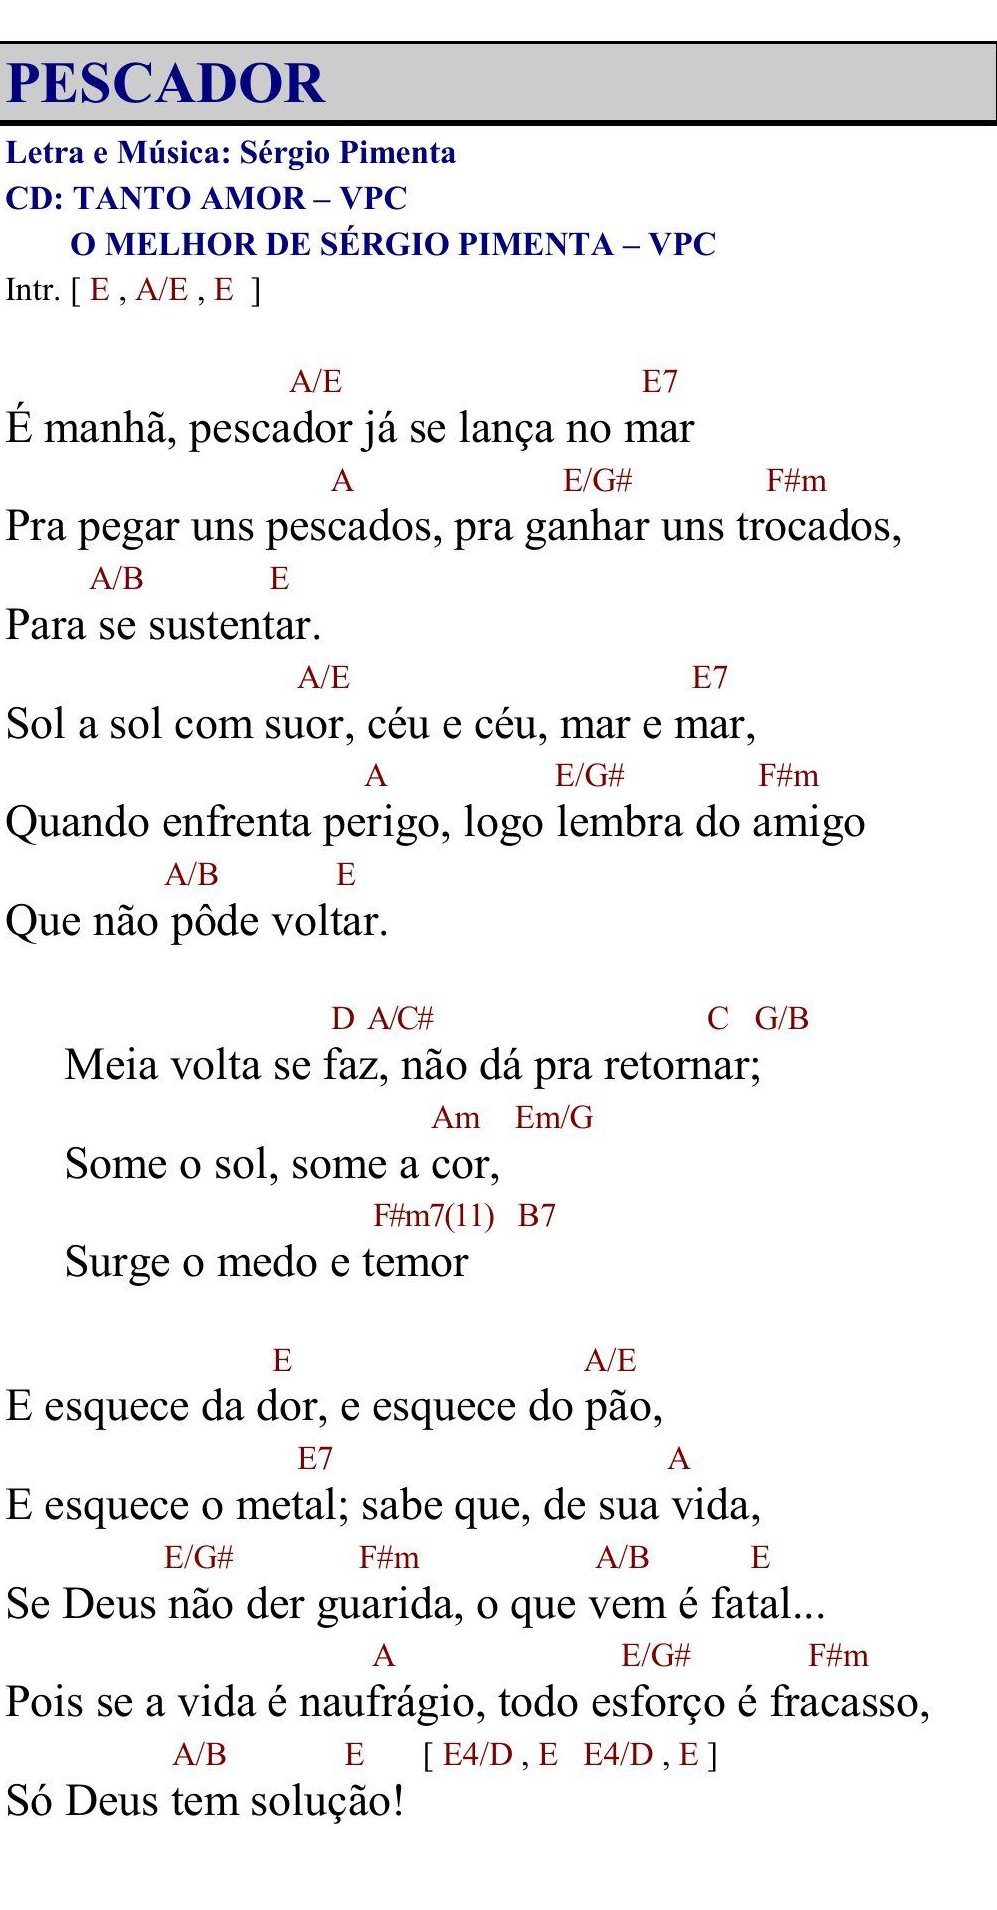 PESCADOR
Letra e Música: Sérgio Pimenta
CD: TANTO AMOR – VPC
O MELHOR DE SÉRGIO PIMENTA – VPC
Intr. [ E , A/E , E ]
A/E E7
É manhã, pescador já se lança no mar
A E/G# F#m
Pra pegar uns pescados, pra ganhar uns trocados,
A/B E
Para se sustentar.
A/E E7
Sol a sol com suor, céu e céu, mar e mar,
A E/G# F#m
Quando enfrenta perigo, logo lembra do amigo
A/B E
Que não pôde voltar.
D A/C# C G/B
Meia volta se faz, não dá pra retornar;
Am Em/G
Some o sol, some a cor,
F#m7(11) B7
Surge o medo e temor
E A/E
E esquece da dor, e esquece do pão,
E7 A
E esquece o metal; sabe que, de sua vida,
E/G# F#m A/B E
Se Deus não der guarida, o que vem é fatal...
A E/G# F#m
Pois se a vida é naufrágio, todo esforço é fracasso,
A/B E [ E4/D , E E4/D , E ]
Só Deus tem solução!